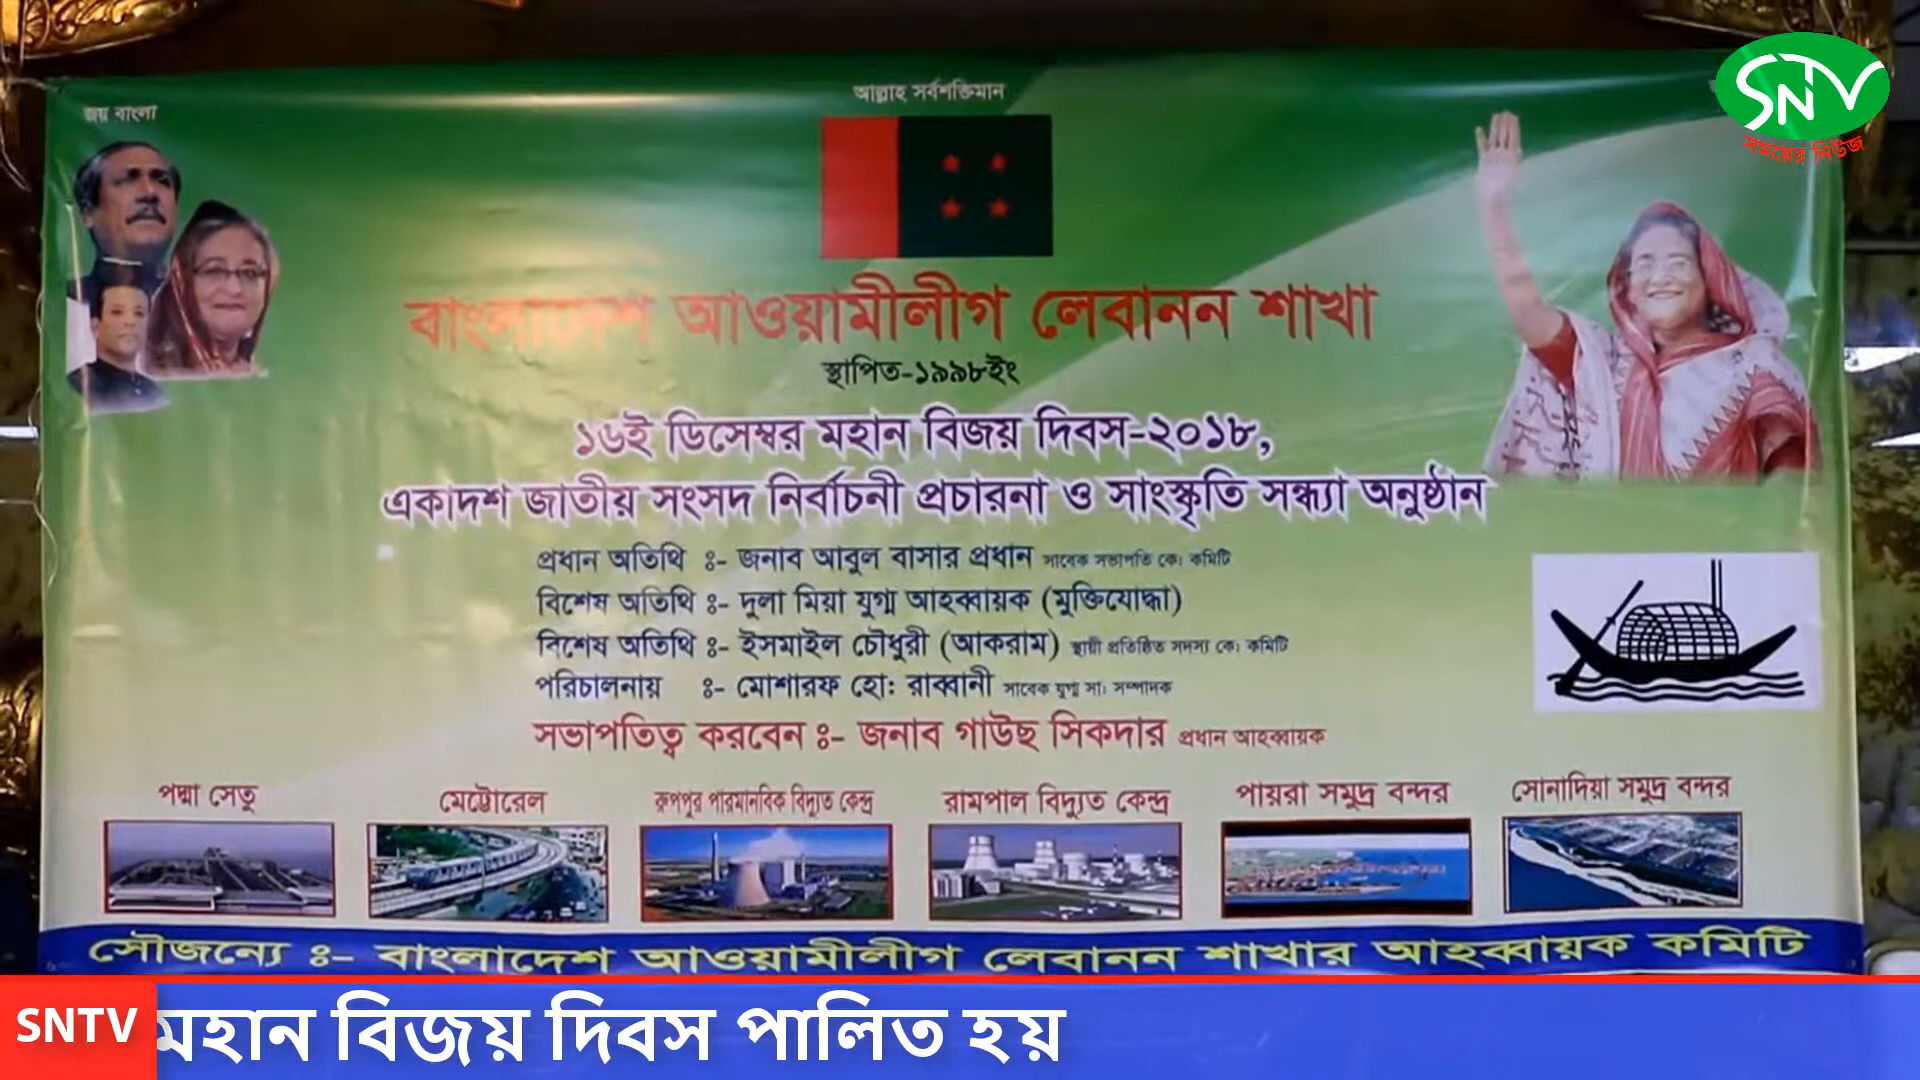 জয় বাংলা
আল্লাহ সর্বশক্তিমান
SNTV
সময়ের নিউজ
বাংলাদেশ আওয়ামীলীগ লেবানন শাখা
স্থাপিত-১৯৯৮ইং
১৬ই ডিসেম্বর মহান বিজয় দিবস-২০১৮,
একাদশ জাতীয় সংসদ নির্বাচনী প্রচারনা ও সাংস্কৃতি সন্ধ্যা অনুষ্ঠান
প্রধান অতিথি ঃ- জনাব আবুল বাসার প্রধান সাবেক সভাপতি কে: কমিটি
বিশেষ অতিথি ঃ- দুলা মিয়া যুগ্ম আহব্বায়ক (মুক্তিযোদ্ধা)
বিশেষ অতিথি ঃ- ইসমাইল চৌধুরী (আকরাম) স্থায়ী প্রতিষ্ঠিত সদস্য কে: কমিটি
পরিচালনায় ঃ- মোশারফ হো: রাব্বানী সাবেক যুগ্ম সা: সম্পাদক
সভাপতিত্ব করবেন ঃ- জনাব গাউছ সিকদার প্রধান আহব্বায়ক
পদ্মা সেতু মেট্টোরেল রুপপুর পারমানবিক বিদ্যুত কেন্দ্র রামপাল বিদ্যুত কেন্দ্র পায়রা সমুদ্র বন্দর সোনাদিয়া সমুদ্র বন্দর
সৌজন্যে ঃ- বাংলাদেশ আওয়ামীলীগ লেবানন শাখার আহব্বায়ক কমিটি
SNTV মহান বিজয় দিবস পালিত হয়